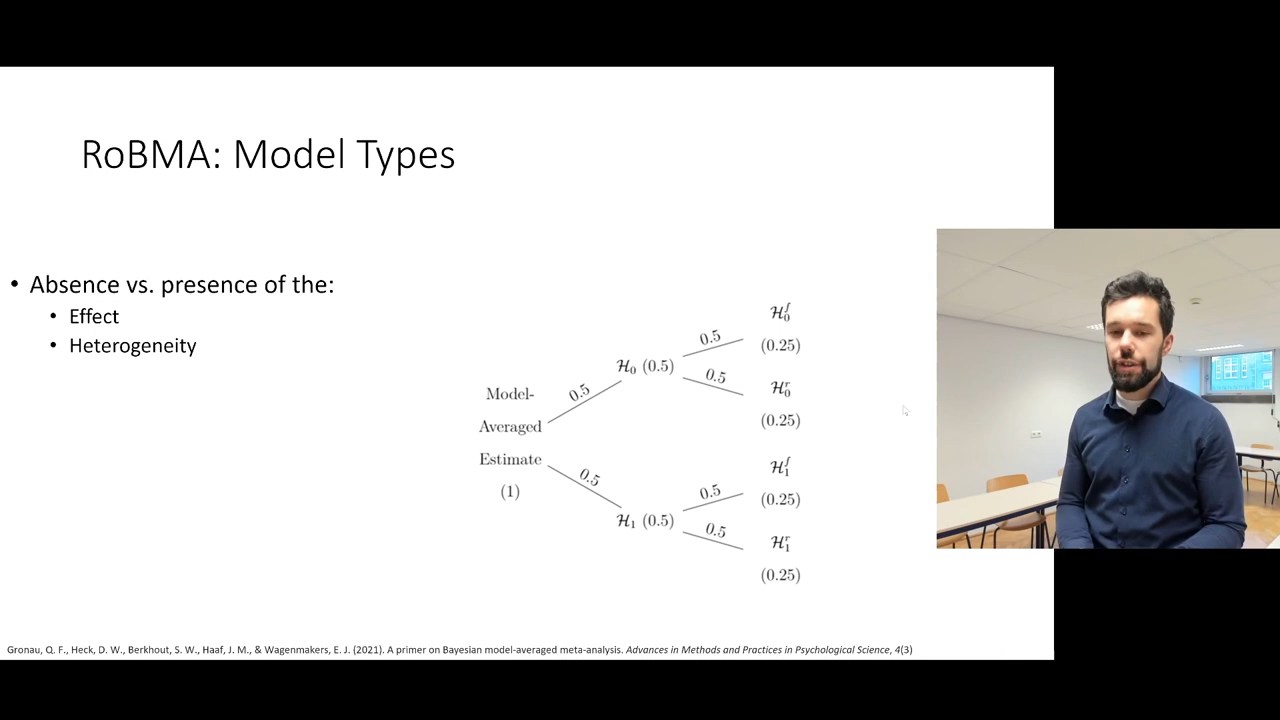 RoBMA: Model Types
• Absence vs. presence of the:
• Effect
• Heterogeneity
Model-
Averaged
Estimate
(1)
0.5
0.5
ℋ₀ (0.5)
ℋ₁ (0.5)
0.5
0.5
0.5
0.5
ℋ₀ᶠ
(0.25)
ℋ₀ʳ
(0.25)
ℋ₁ᶠ
(0.25)
ℋ₁ʳ
(0.25)
Gronau, Q. F., Heck, D. W., Berkhout, S. W., Haaf, J. M., & Wagenmakers, E. J. (2021). A primer on Bayesian model-averaged meta-analysis. Advances in Methods and Practices in Psychological Science, 4(3)